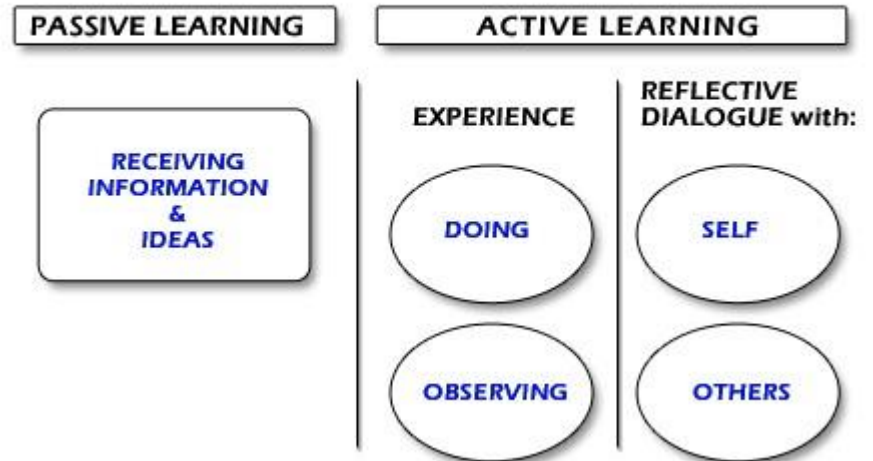 PASSIVE LEARNING
ACTIVE LEARNING
RECEIVING
INFORMATION
&
IDEAS
EXPERIENCE
DOING
OBSERVING
REFLECTIVE
DIALOGUE with:
SELF
OTHERS